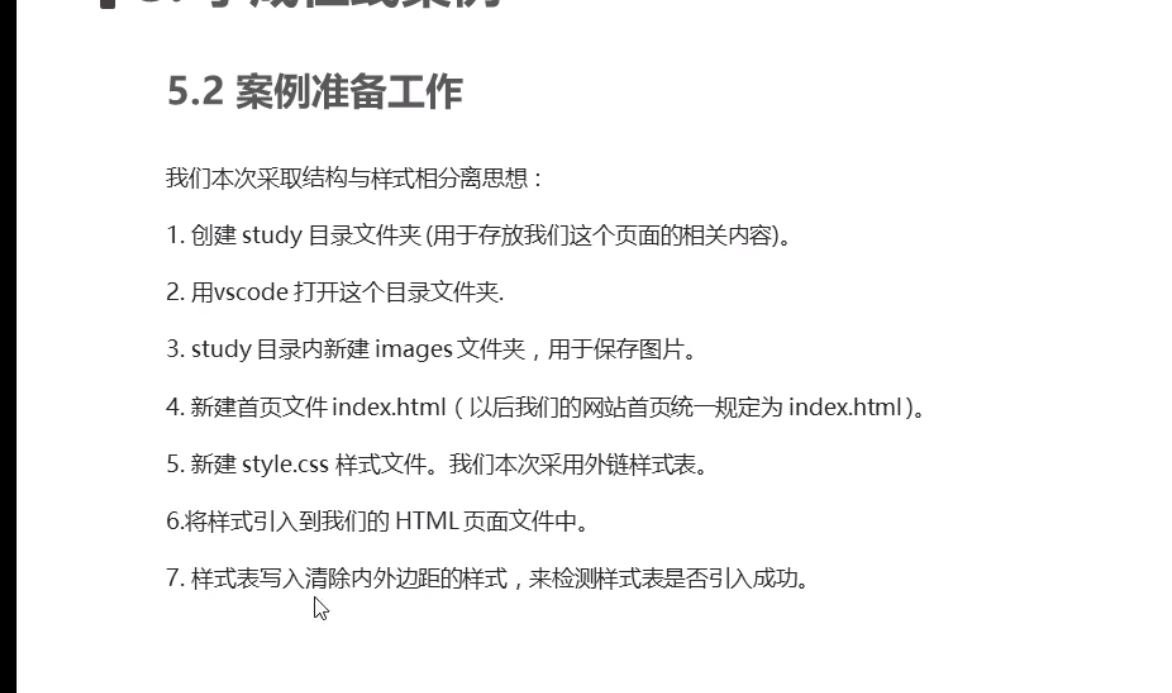 5.2 案例准备工作
我们本次采取结构与样式相分离思想：
1. 创建 study 目录文件夹(用于存放我们这个页面的相关内容)。
2. 用vscode 打开这个目录文件夹.
3. study 目录内新建 images 文件夹，用于保存图片。
4. 新建首页文件 index.html（以后我们的网站首页统一规定为 index.html )。
5. 新建 style.css 样式文件。我们本次采用外链样式表。
6.将样式引入到我们的 HTML 页面文件中。
7. 样式表写入清除内外边距的样式，来检测样式表是否引入成功。